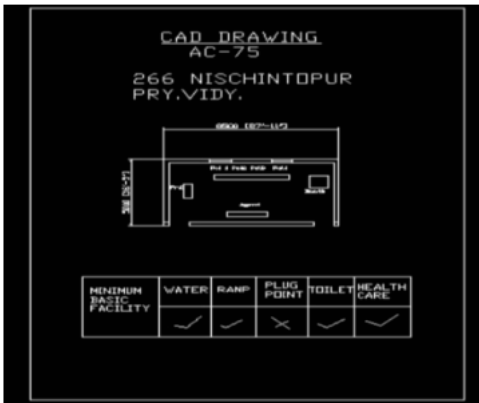 CAD DRAWING
AC-75
266 NISCHINTOPUR
PRY.VIDY.
MINIMUM
BASIC
FACILITY
WATER
RAMP
PLUG
POINT
TOILET
HEALTH
CARE